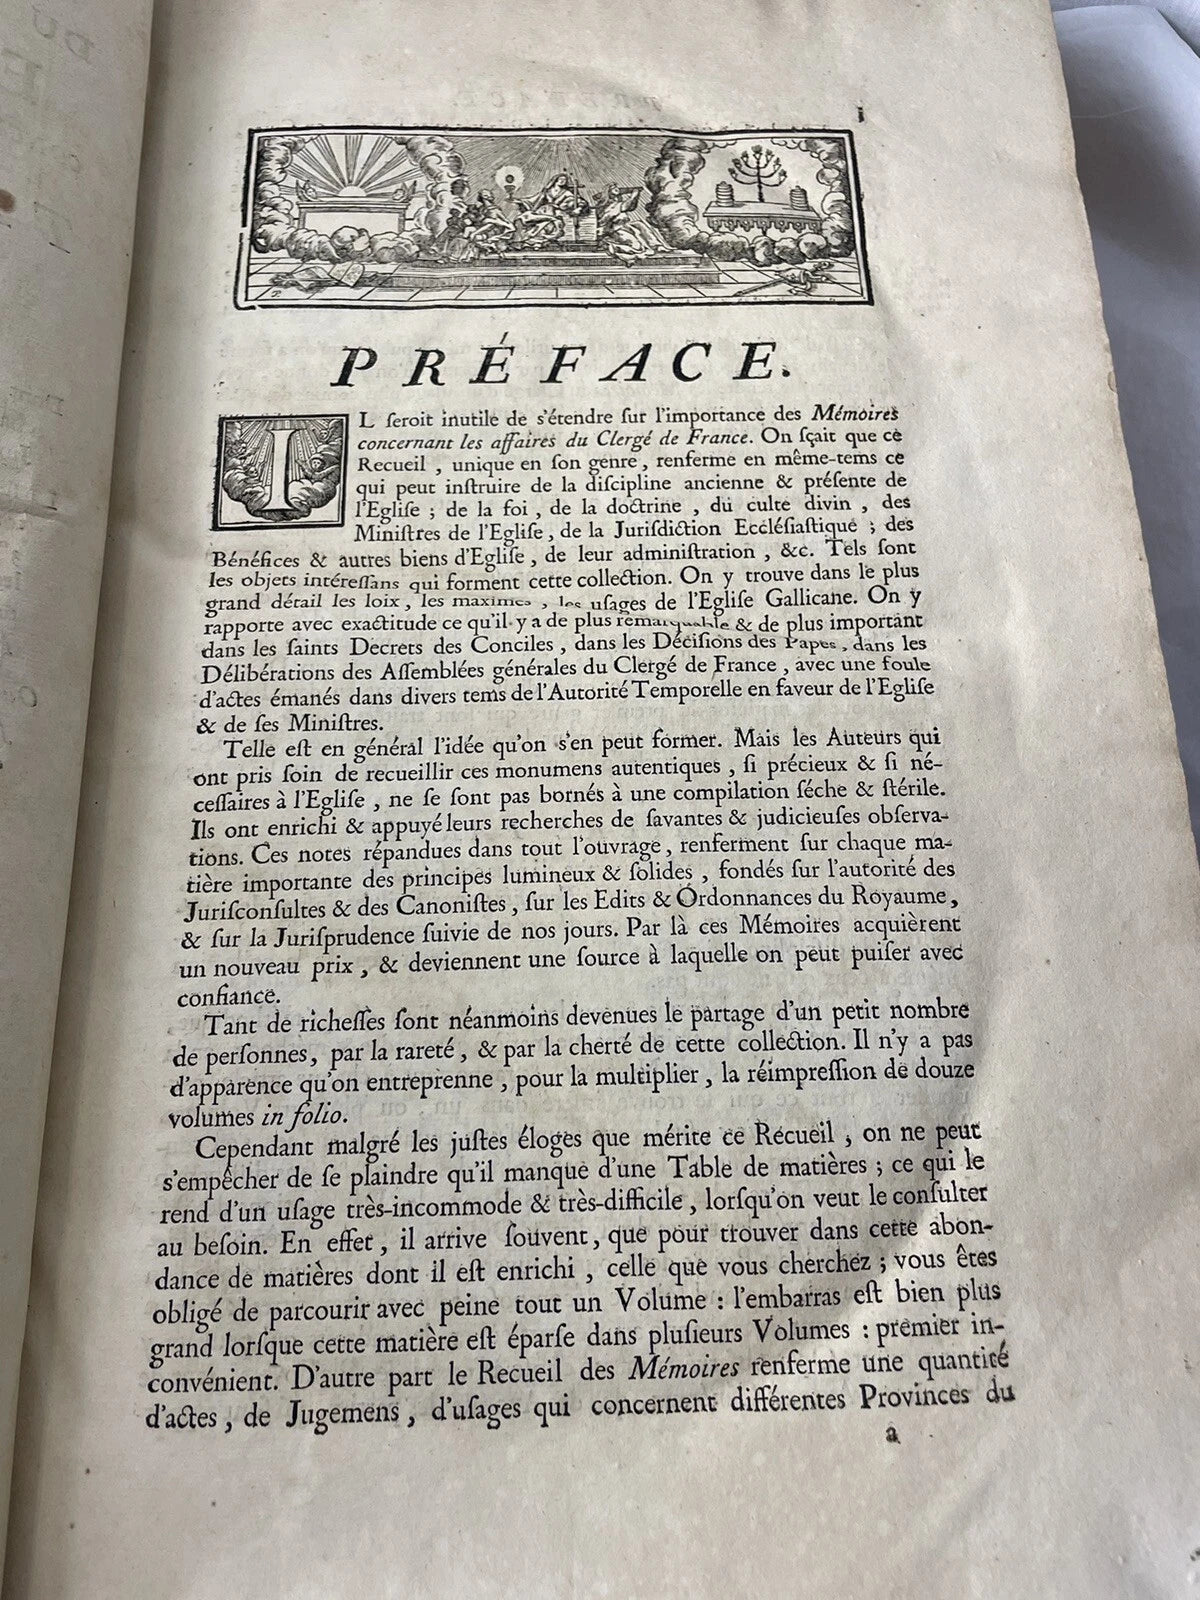 i
PRÉFACE.
IL ſeroit inutile de s'étendre ſur l'importance des Mémoires
concernant les affaires du Clergé de France. On ſçait que ce
Recueil, unique en ſon genre, renferme en même-tems ce
qui peut inſtruire de la diſcipline ancienne & préſente de
l'Egliſe; de la foi, de la doctrine, du culte divin, des
Miniſtres de l'Egliſe, de la Juriſdiction Eccléſiaſtique; des
Bénéfices & autres biens d'Egliſe, de leur adminiſtration, &c. Tels ſont
les objets intéreſſans qui forment cette collection. On y trouve dans le plus
grand détail les loix, les maximes, les uſages de l'Egliſe Gallicane. On y
rapporte avec exactitude ce qu'il y a de plus remarquable & de plus important
dans les ſaints Decrets des Conciles, dans les Déciſions des Papes, dans les
Délibérations des Aſſemblées générales du Clergé de France, avec une foule
d'actes émanés dans divers tems de l'Autorité Temporelle en faveur de l'Egliſe
& de ſes Miniſtres.
Telle eſt en général l'idée qu'on s'en peut former. Mais les Auteurs qui
ont pris ſoin de recueillir ces monumens autentiques, ſi précieux & ſi né-
ceſſaires à l'Egliſe, ne ſe ſont pas bornés à une compilation ſéche & ſtérile.
Ils ont enrichi & appuyé leurs recherches de ſavantes & judicieuſes obſerva-
tions. Ces notes répandues dans tout l'ouvrage, renferment ſur chaque ma-
tière importante des principes lumineux & ſolides, fondés ſur l'autorité des
Juriſconſultes & des Canoniſtes, ſur les Edits & Ordonnances du Royaume,
& ſur la Juriſprudence ſuivie de nos jours. Par là ces Mémoires acquièrent
un nouveau prix, & deviennent une ſource à laquelle on peut puiſer avec
confiance.
Tant de richeſſes ſont néanmoins devenues le partage d'un petit nombre
de perſonnes, par la rareté, & par la cherté de cette collection. Il n'y a pas
d'apparence qu'on entreprenne, pour la multiplier, la réimpreſſion de douze
volumes in folio.
Cependant malgré les juſtes éloges que mérite ce Recueil, on ne peut
s'empêcher de ſe plaindre qu'il manque d'une Table de matières; ce qui le
rend d'un uſage très-incommode & très-difficile, lorſqu'on veut le conſulter
au beſoin. En effet, il arrive ſouvent, que pour trouver dans cette abon-
dance de matières dont il eſt enrichi, celle que vous cherchez; vous êtes
obligé de parcourir avec peine tout un Volume: l'embarras eſt bien plus
grand lorſque cette matière eſt éparſe dans pluſieurs Volumes: premier in-
convénient. D'autre part le Recueil des Mémoires renferme une quantité
d'actes, de Jugemens, d'uſages qui concernent différentes Provinces du
a